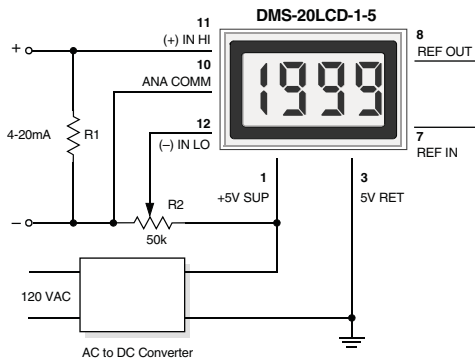 DMS-20LCD-1-5
11
(+) IN HI
8
REF OUT
+
10
ANA COMM
1999
4-20mA
R1
12
(–) IN LO
7
REF IN
1
+5V SUP
3
5V RET
–
R2
50k
120 VAC
AC to DC Converter